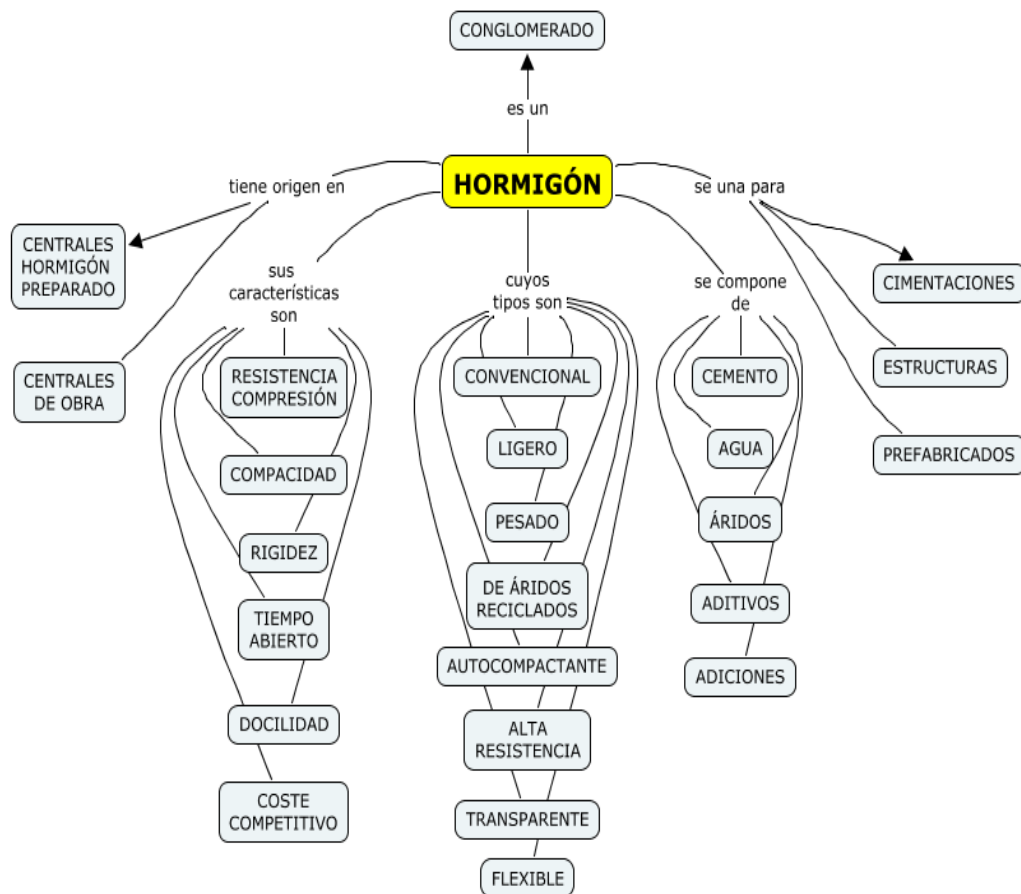 CONGLOMERADO
es un
HORMIGÓN
tiene origen en
CENTRALES
HORMIGÓN
PREPARADO
CENTRALES
DE OBRA
sus
características
son
RESISTENCIA
COMPRESIÓN
COMPACIDAD
RIGIDEZ
TIEMPO
ABIERTO
DOCILIDAD
COSTE
COMPETITIVO
cuyos
tipos son
CONVENCIONAL
LIGERO
PESADO
DE ÁRIDOS
RECICLADOS
AUTOCOMPACTANTE
ALTA
RESISTENCIA
TRANSPARENTE
FLEXIBLE
se compone
de
CEMENTO
AGUA
ÁRIDOS
ADITIVOS
ADICIONES
se una para
CIMENTACIONES
ESTRUCTURAS
PREFABRICADOS